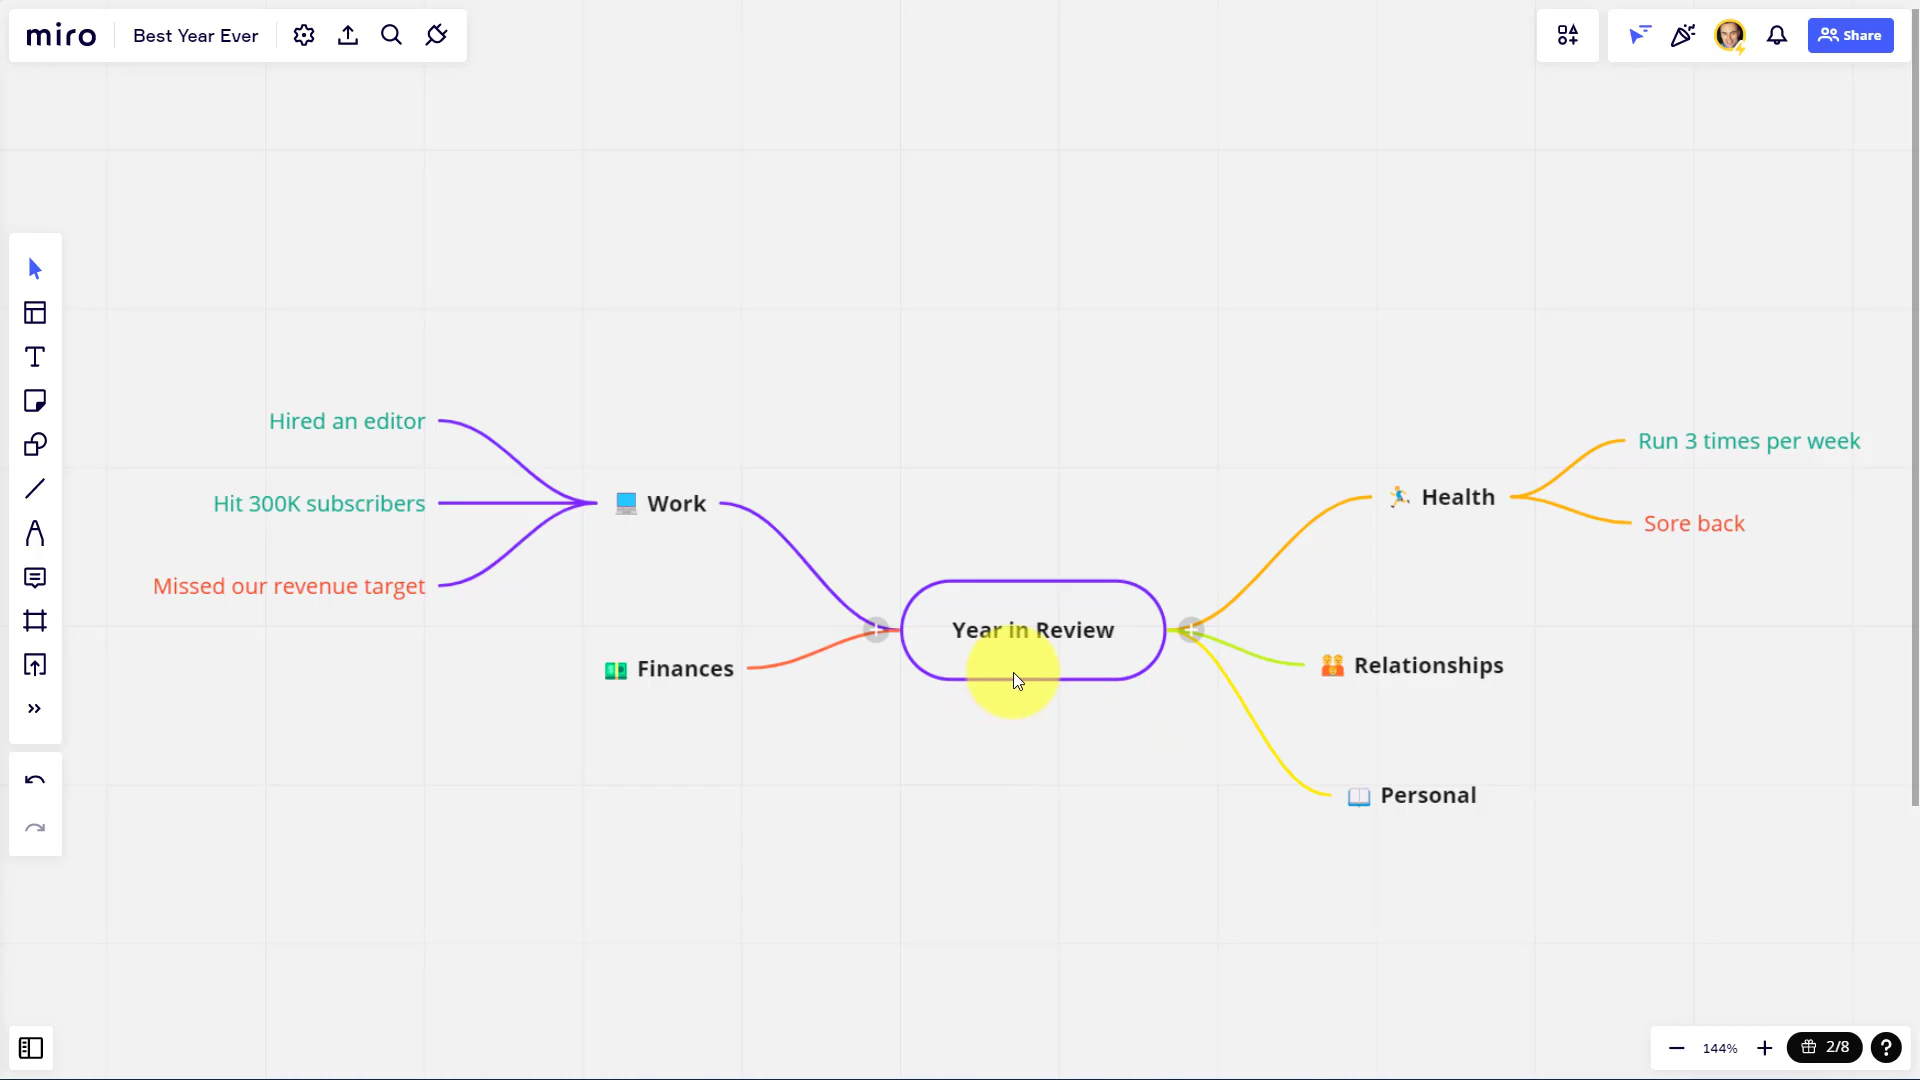 miro
Best Year Ever
Share
Hired an editor
Hit 300K subscribers
Missed our revenue target
Work
Finances
Year in Review
Health
Run 3 times per week
Sore back
Relationships
Personal
144%
2/8
?